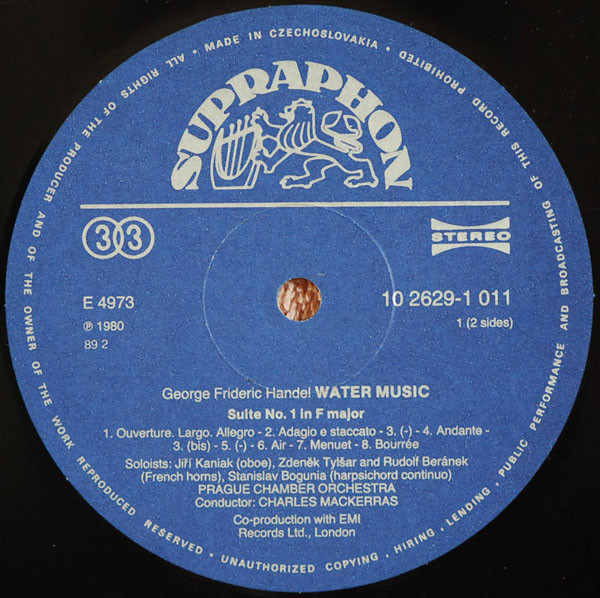 ALL RIGHTS OF THE PRODUCER AND OF THE OWNER OF THE WORK REPRODUCED RESERVED • UNAUTHORIZED COPYING, HIRING, LENDING, PUBLIC PERFORMANCE AND BROADCASTING OF THIS RECORD PROHIBITED • MADE IN CZECHOSLOVAKIA •
SUPRAPHON
33
STEREO
E 4973
10 2629-1 011
℗ 1980
1 (2 sides)
89 2
George Frideric Handel WATER MUSIC
Suite No. 1 in F major
1. Ouverture. Largo. Allegro - 2. Adagio e staccato - 3. (-) - 4. Andante -
3. (bis) - 5. (-) - 6. Air - 7. Menuet - 8. Bourrée
Soloists: Jiří Kaniak (oboe), Zdeněk Tylšar and Rudolf Beránek
(French horns), Stanislav Bogunia (harpsichord continuo)
PRAGUE CHAMBER ORCHESTRA
Conductor: CHARLES MACKERRAS
Co-production with EMI
Records Ltd., London